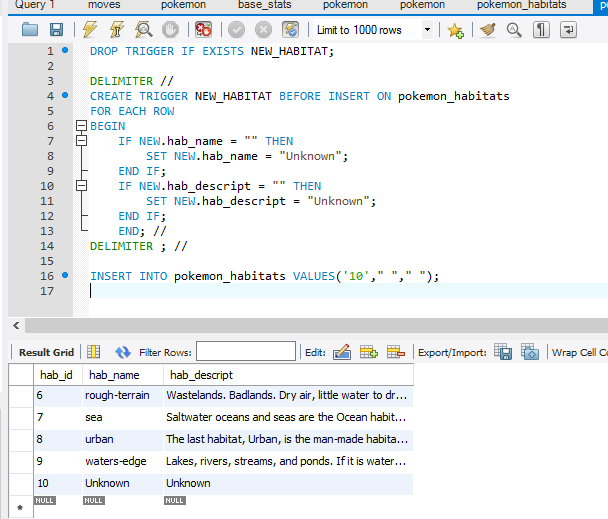 Query 1 moves pokemon base_stats pokemon pokemon pokemon_habitats
Limit to 1000 rows
1 DROP TRIGGER IF EXISTS NEW_HABITAT;
2
3 DELIMITER //
4 CREATE TRIGGER NEW_HABITAT BEFORE INSERT ON pokemon_habitats
5 FOR EACH ROW
6 BEGIN
7 IF NEW.hab_name = "" THEN
8 SET NEW.hab_name = "Unknown";
9 END IF;
10 IF NEW.hab_descript = "" THEN
11 SET NEW.hab_descript = "Unknown";
12 END IF;
13 END; //
14 DELIMITER ; //
15
16 INSERT INTO pokemon_habitats VALUES('10'," "," ");
17
Result Grid Filter Rows: Edit: Export/Import: Wrap Cell Co
hab_id hab_name hab_descript
6 rough-terrain Wastelands. Badlands. Dry air, little water to dr...
7 sea Saltwater oceans and seas are the Ocean habit...
8 urban The last habitat, Urban, is the man-made habita...
9 waters-edge Lakes, rivers, streams, and ponds. If it is water...
10 Unknown Unknown
NULL NULL NULL